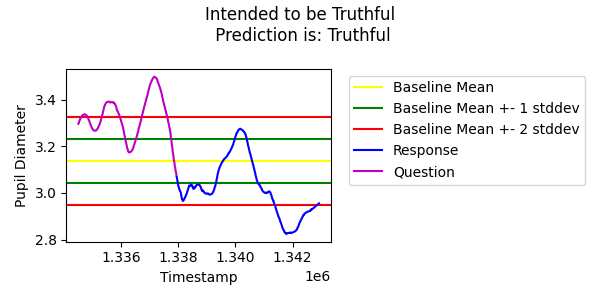 Intended to be Truthful
Prediction is: Truthful
Pupil Diameter
3.4
3.2
3.0
2.8
1.336
1.338
1.340
1.342
1e6
Timestamp
Baseline Mean
Baseline Mean +- 1 stddev
Baseline Mean +- 2 stddev
Response
Question